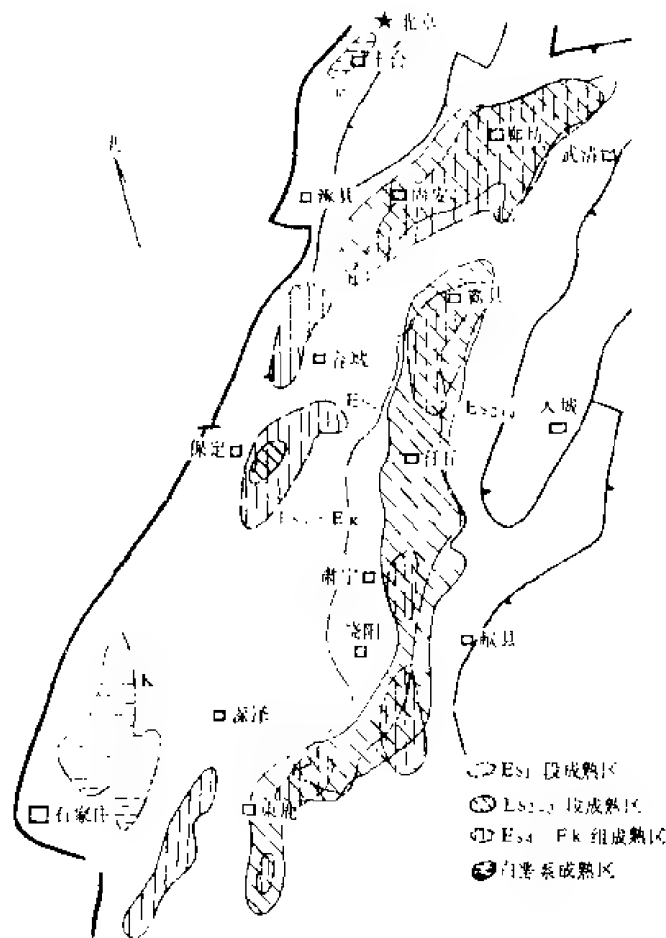 北京
丰台
廊坊
武清
北
涿县
固安
霸县
容城
Es₂₊₃
大城
保定
任丘
肃宁
饶阳
献县
K
深泽
石家庄
束鹿
Es₁ 段成熟区
Es₂₊₃ 段成熟区
Es₄ Ek 组成熟区
白垩系成熟区